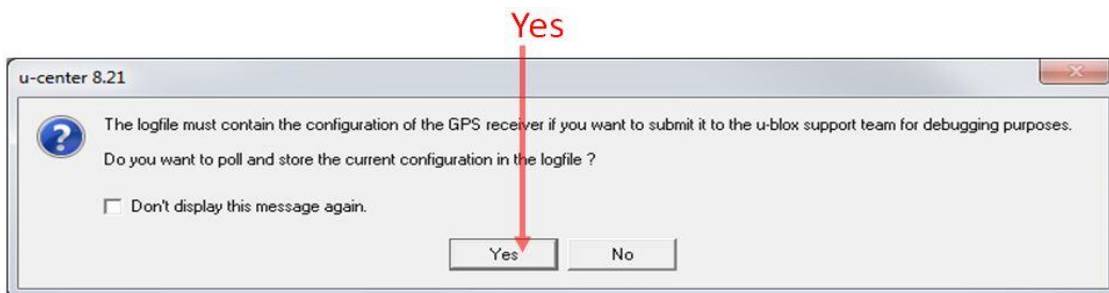 Yes
u-center 8.21
The logfile must contain the configuration of the GPS receiver if you want to submit it to the u-blox support team for debugging purposes.
Do you want to poll and store the current configuration in the logfile ?
Don't display this message again.
Yes No